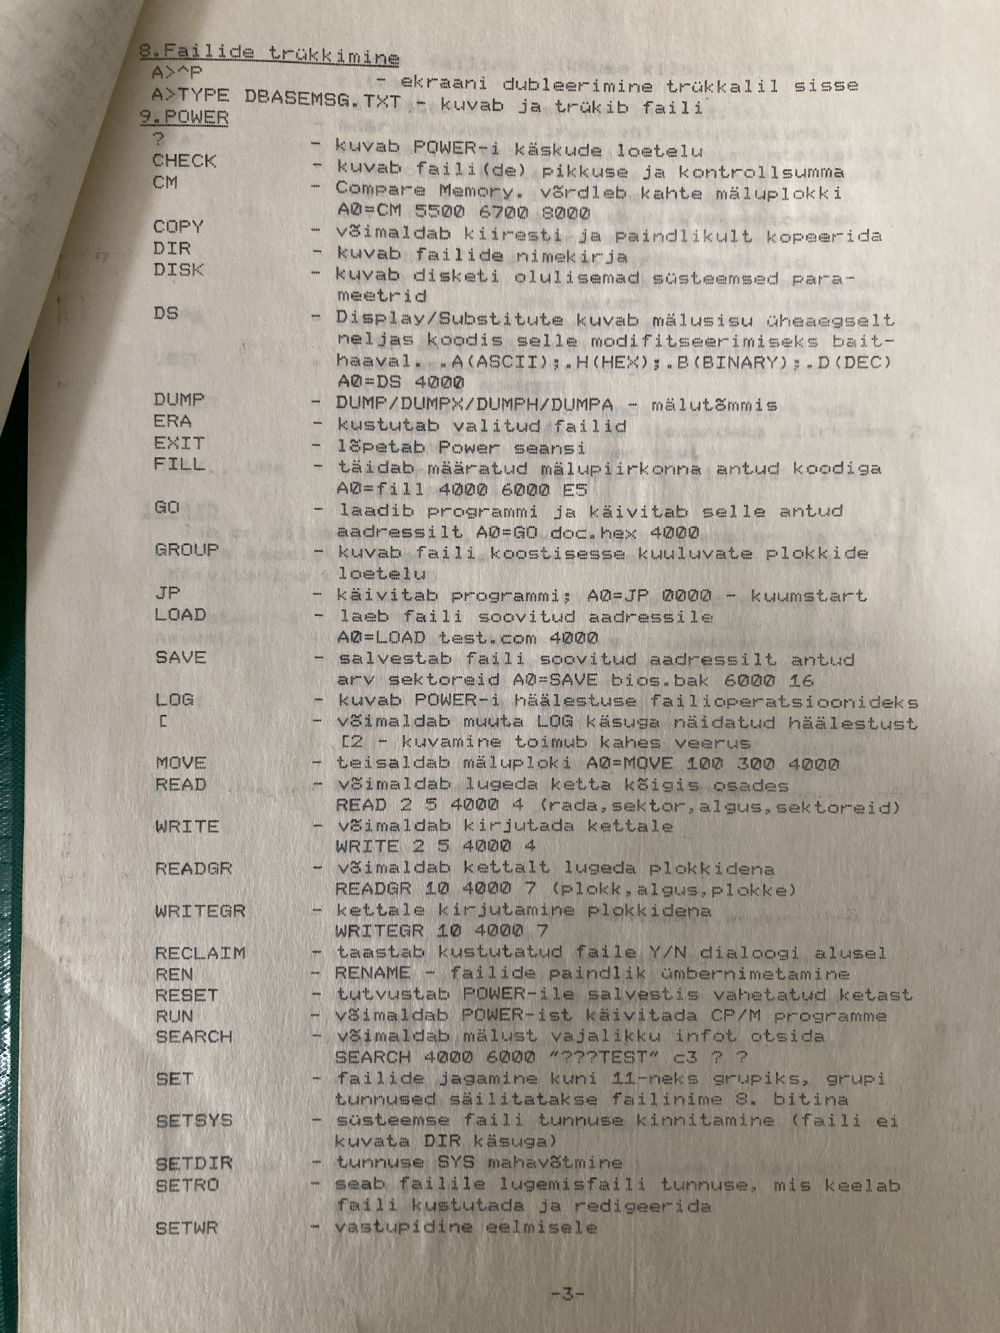 8.Failide trükkimine
A>^P - ekraani dubleerimine trükkalil sisse
A>TYPE DBASEMSG.TXT - kuvab ja trükib faili
9.POWER
? - kuvab POWER-i käskude loetelu
CHECK - kuvab faili(de) pikkuse ja kontrollsumma
CM - Compare Memory. võrdleb kahte mäluplokki
A0=CM 5500 6700 8000
COPY - võimaldab kiiresti ja paindlikult kopeerida
DIR - kuvab failide nimekirja
DISK - kuvab disketi olulisemad süsteemsed para-
meetrid
DS - Display/Substitute kuvab mälusisu üheaegselt
neljas koodis selle modifitseerimiseks bait-
haaval. .A(ASCII);.H(HEX);.B(BINARY);.D(DEC)
A0=DS 4000
DUMP - DUMP/DUMPX/DUMPH/DUMPA - mälutõmmis
ERA - kustutab valitud failid
EXIT - lõpetab Power seansi
FILL - täidab määratud mälupiirkonna antud koodiga
A0=fill 4000 6000 E5
GO - laadib programmi ja käivitab selle antud
aadressilt A0=GO doc.hex 4000
GROUP - kuvab faili koostisesse kuuluvate plokkide
loetelu
JP - käivitab programmi; A0=JP 0000 - kuumstart
LOAD - laeb faili soovitud aadressile
A0=LOAD test.com 4000
SAVE - salvestab faili soovitud aadressilt antud
arv sektoreid A0=SAVE bios.bak 6000 16
LOG - kuvab POWER-i häälestuse failioperatsioonideks
[ - võimaldab muuta LOG käsuga näidatud häälestust
[2 - kuvamine toimub kahes veerus
MOVE - teisaldab mäluploki A0=MOVE 100 300 4000
READ - võimaldab lugeda ketta kõigis osades
READ 2 5 4000 4 (rada,sektor,algus,sektoreid)
WRITE - võimaldab kirjutada kettale
WRITE 2 5 4000 4
READGR - võimaldab kettalt lugeda plokkidena
READGR 10 4000 7 (plokk,algus,plokke)
WRITEGR - kettale kirjutamine plokkidena
WRITEGR 10 4000 7
RECLAIM - taastab kustutatud faile Y/N dialoogi alusel
REN - RENAME - failide paindlik ümbernimetamine
RESET - tutvustab POWER-ile salvestis vahetatud ketast
RUN - võimaldab POWER-ist käivitada CP/M programme
SEARCH - võimaldab mälust vajalikku infot otsida
SEARCH 4000 6000 "???TEST" c3 ? ?
SET - failide jagamine kuni 11-neks grupiks, grupi
tunnused säilitatakse failinime 8. bitina
SETSYS - süsteemse faili tunnuse kinnitamine (faili ei
kuvata DIR käsuga)
SETDIR - tunnuse SYS mahavõtmine
SETRO - seab failile lugemisfaili tunnuse, mis keelab
faili kustutada ja redigeerida
SETWR - vastupidine eelmisele
-3-